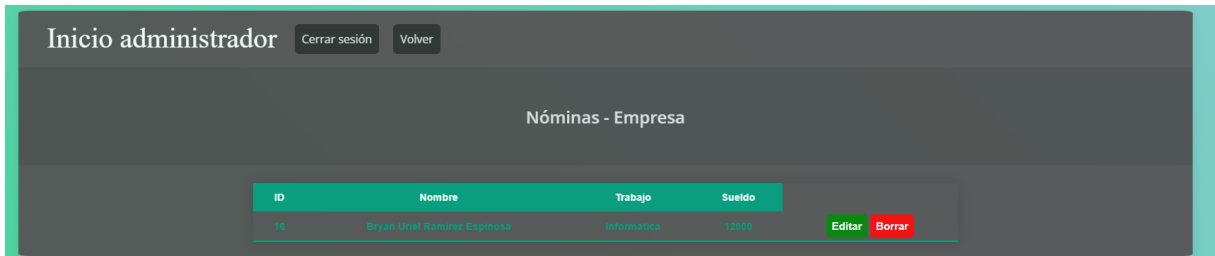 Inicio administrador Cerrar sesión Volver
Nóminas - Empresa
ID Nombre Trabajo Sueldo
16 Bryan Uriel Ramirez Espinosa Informatica 12000 Editar Borrar